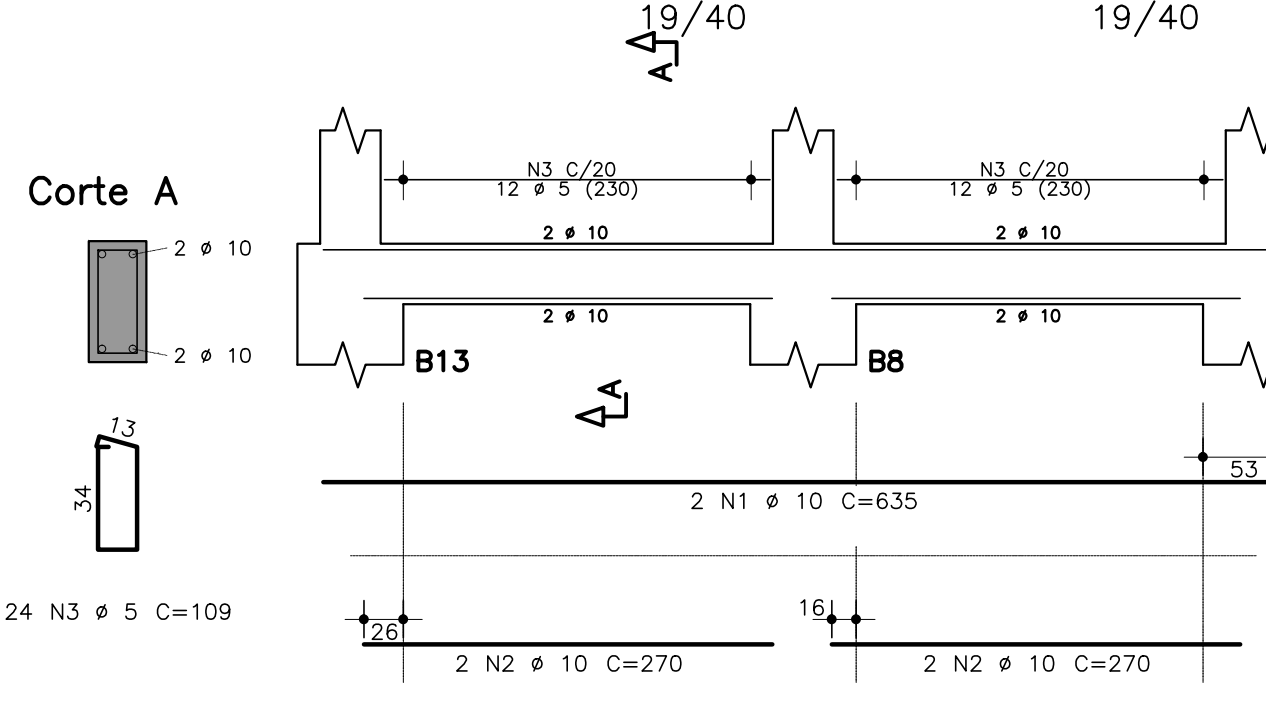 19/40
19/40
A
N3 C/20
12 ø 5 (230)
N3 C/20
12 ø 5 (230)
Corte A
2 ø 10
2 ø 10
2 ø 10
2 ø 10
2 ø 10
2 ø 10
B13
B8
A
13
34
53
2 N1 ø 10 C=635
24 N3 ø 5 C=109
26
16
2 N2 ø 10 C=270
2 N2 ø 10 C=270